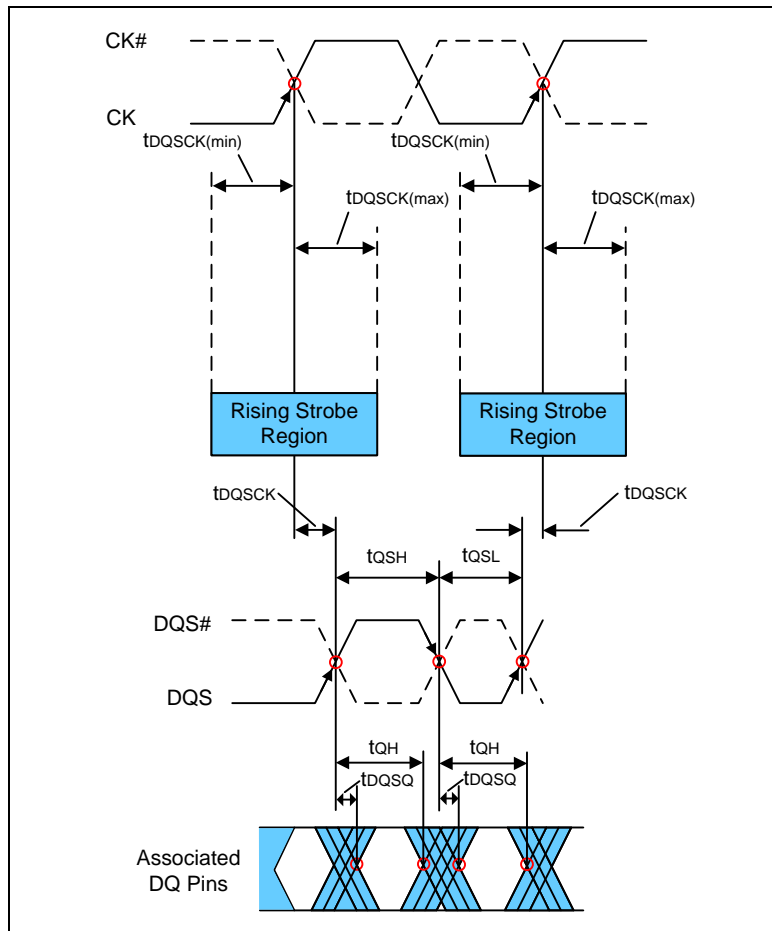 CK#
CK
tDQSCK(min)
tDQSCK(min)
tDQSCK(max)
tDQSCK(max)
Rising Strobe
Region
Rising Strobe
Region
tDQSCK
tDQSCK
tQSH
tQSL
DQS#
DQS
tQH
tQH
tDQSQ
tDQSQ
Associated
DQ Pins